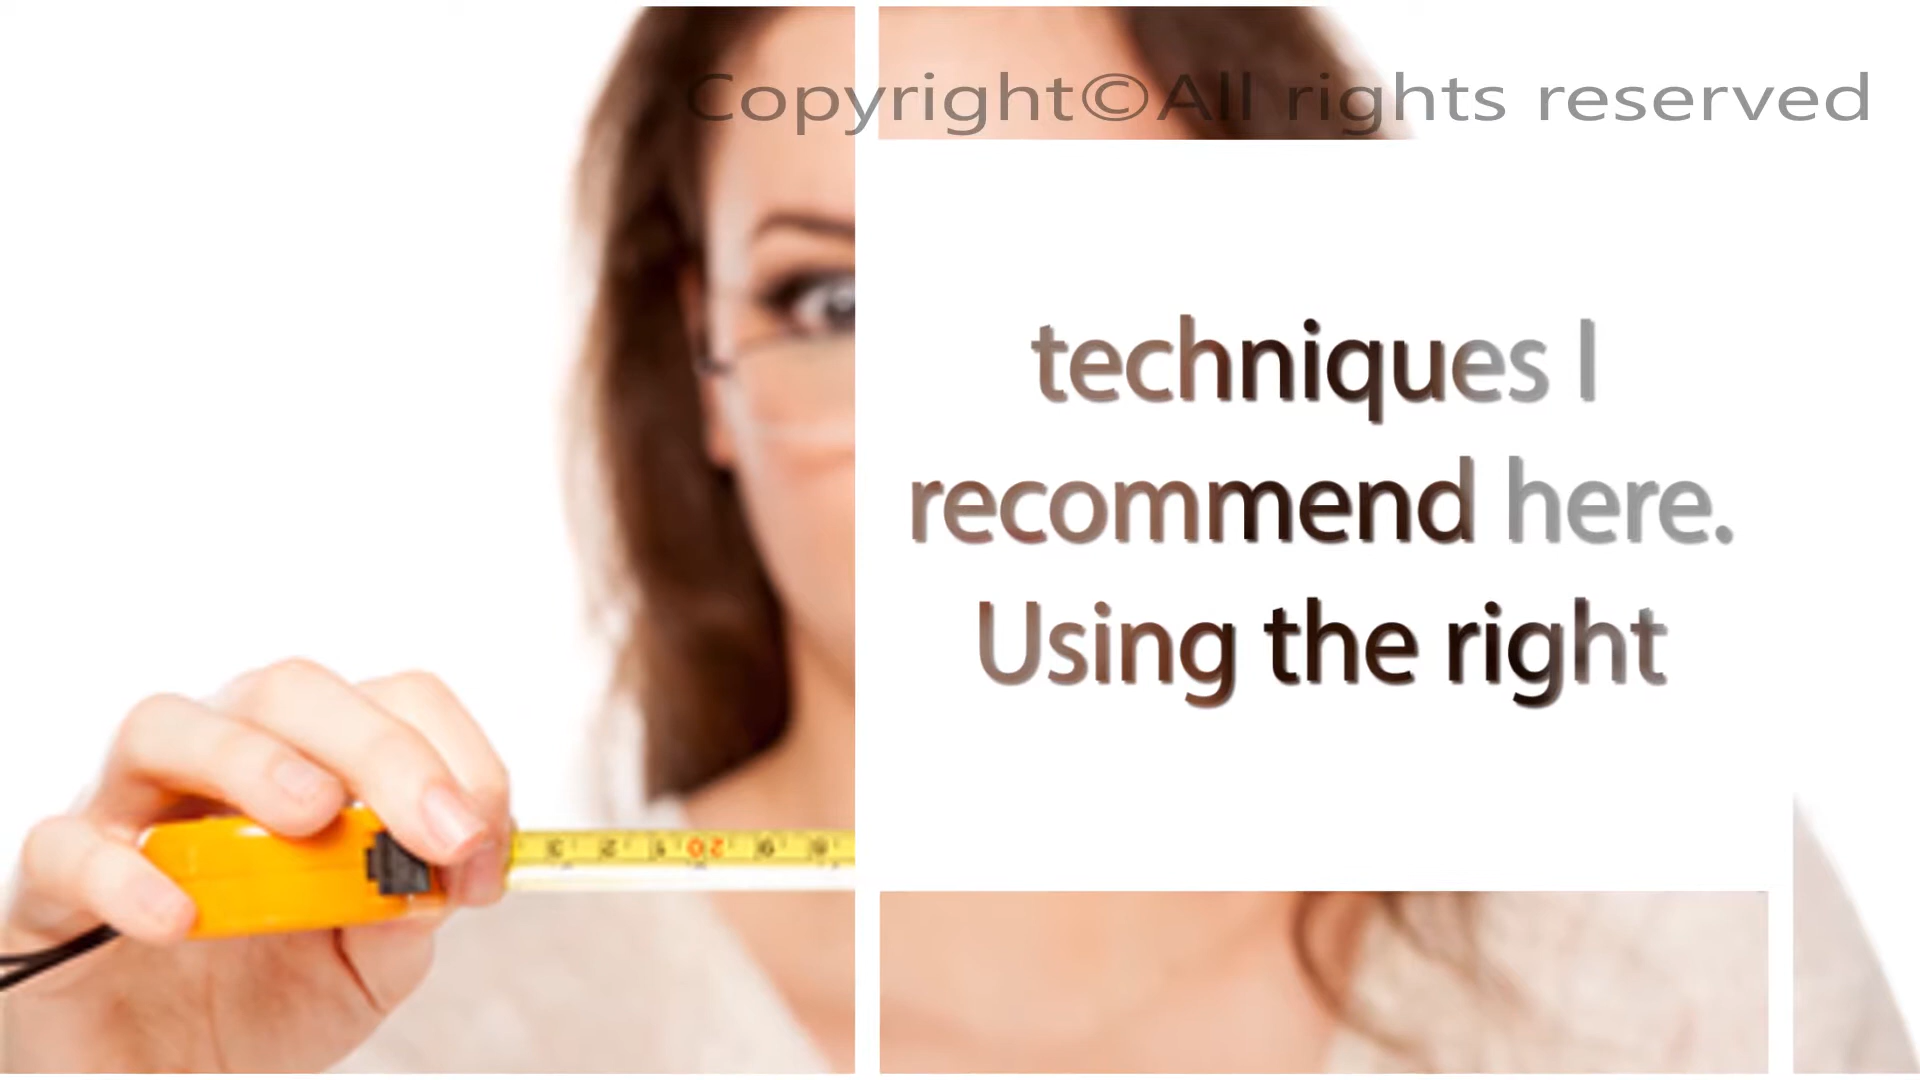 Copyright©All rights reserved
techniques I
recommend here.
Using the right